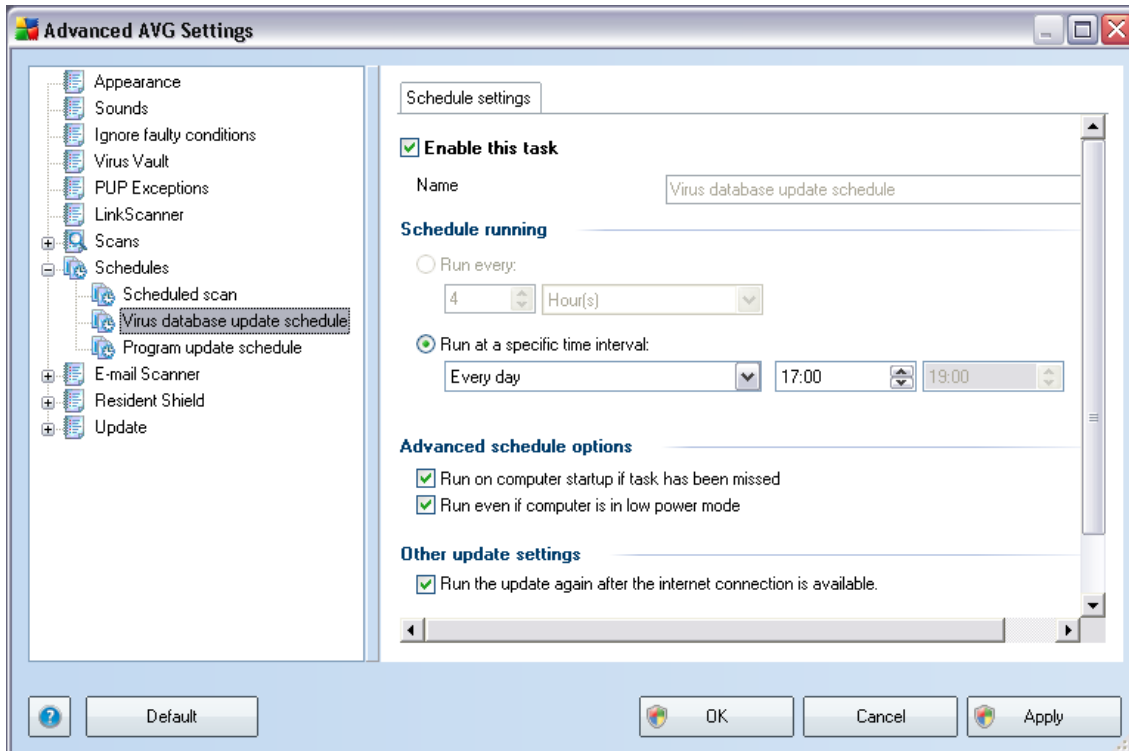 Advanced AVG Settings
Appearance
Sounds
Ignore faulty conditions
Virus Vault
PUP Exceptions
LinkScanner
Scans
Schedules
Scheduled scan
Virus database update schedule
Program update schedule
E-mail Scanner
Resident Shield
Update
Schedule settings
Enable this task
Name
Virus database update schedule
Schedule running
Run every:
4
Hour(s)
Run at a specific time interval:
Every day
17:00
19:00
Advanced schedule options
Run on computer startup if task has been missed
Run even if computer is in low power mode
Other update settings
Run the update again after the internet connection is available.
?
Default
OK
Cancel
Apply